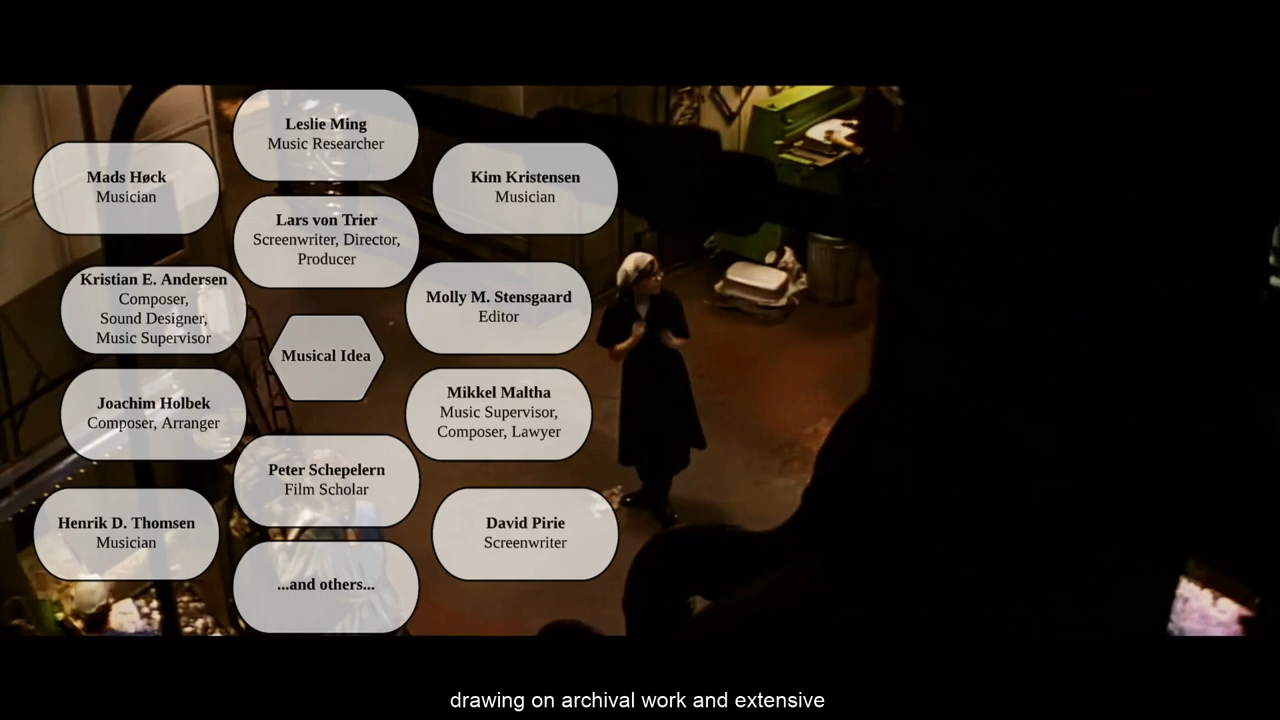 Leslie Ming
Music Researcher
Mads Høck
Musician
Kim Kristensen
Musician
Lars von Trier
Screenwriter, Director,
Producer
Kristian E. Andersen
Composer,
Sound Designer,
Music Supervisor
Molly M. Stensgaard
Editor
Musical Idea
Joachim Holbek
Composer, Arranger
Mikkel Maltha
Music Supervisor,
Composer, Lawyer
Peter Schepelern
Film Scholar
Henrik D. Thomsen
Musician
David Pirie
Screenwriter
...and others...
drawing on archival work and extensive